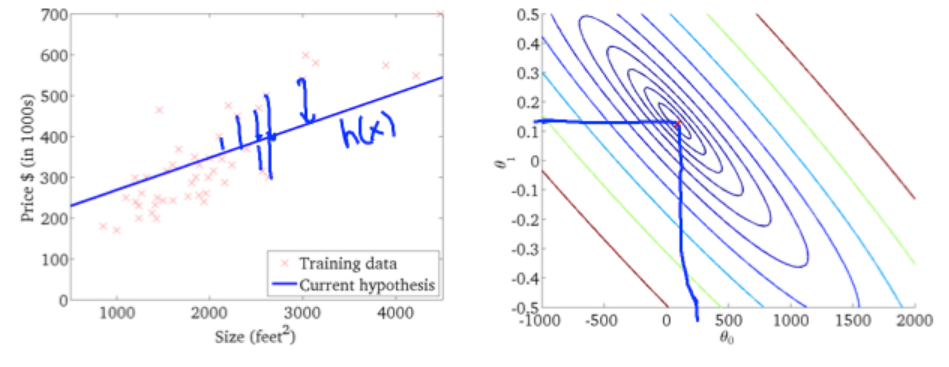 700
600
500
400
300
200
100
0
Price $ (in 1000s)
h(x)
Training data
Current hypothesis
1000 2000 3000 4000
Size (feet²)
0.5
0.4
0.3
0.2
0.1
0
-0.1
-0.2
-0.3
-0.4
-0.5
θ₁
-1000 -500 0 500 1000 1500 2000
θ₀